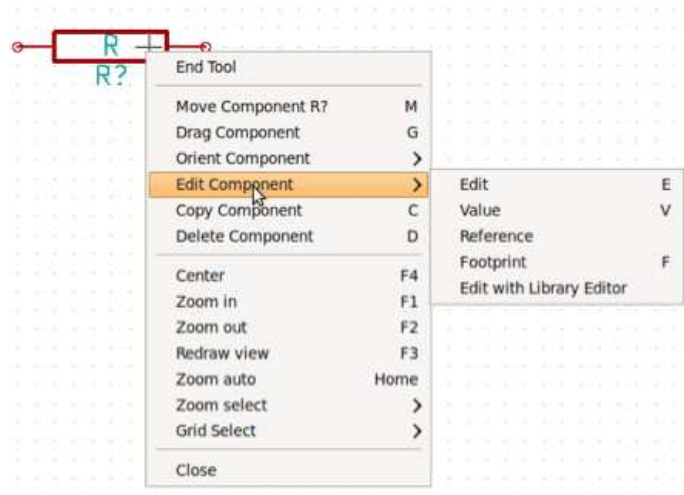 R
R?
End Tool
Move Component R? M
Drag Component G
Orient Component
Edit Component
Copy Component C
Delete Component D
Center F4
Zoom in F1
Zoom out F2
Redraw view F3
Zoom auto Home
Zoom select
Grid Select
Close
Edit E
Value V
Reference
Footprint F
Edit with Library Editor